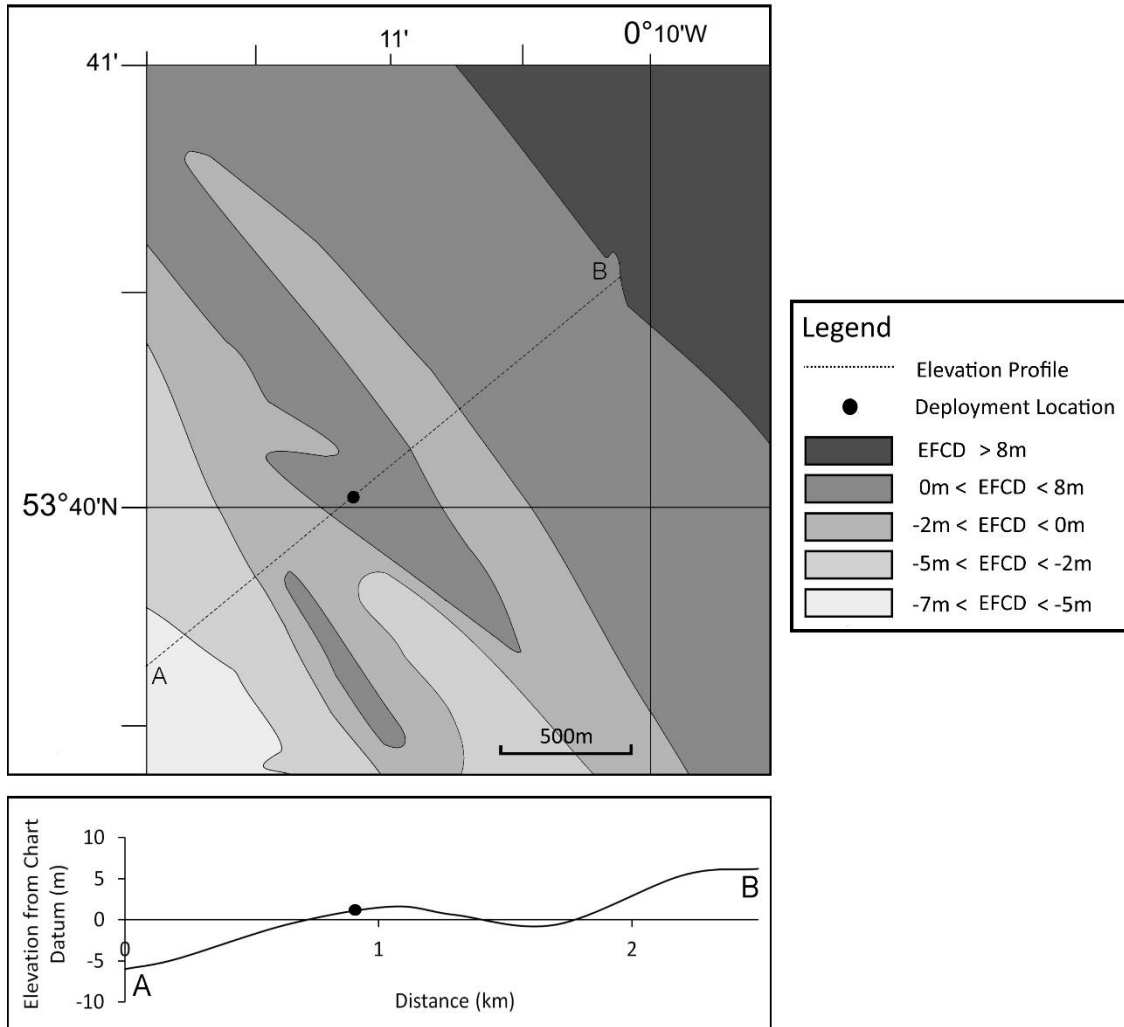 11'
0°10'W
41'
B
53°40'N
A
500m
Legend
Elevation Profile
Deployment Location
EFCD > 8m
0m < EFCD < 8m
-2m < EFCD < 0m
-5m < EFCD < -2m
-7m < EFCD < -5m
Elevation from Chart
Datum (m)
10
5
0
-5
-10
0
1
2
A
B
Distance (km)